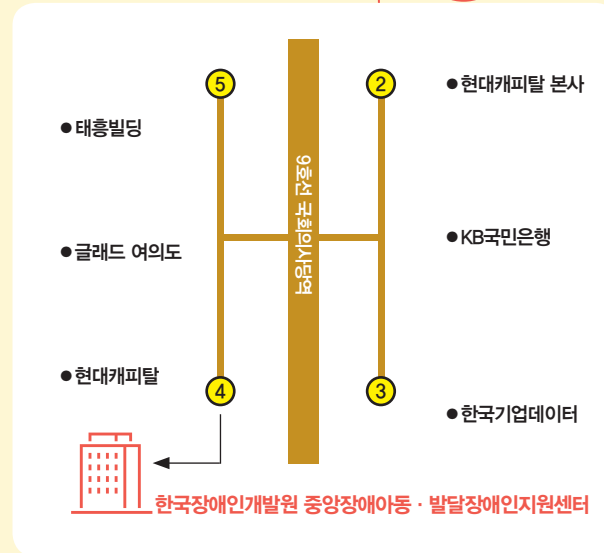 5
2
●현대캐피탈 본사
●태흥빌딩
9호선 국회의사당역
●KB국민은행
●글래드 여의도
●현대캐피탈
4
3
●한국기업데이터
한국장애인개발원 중앙장애아동 · 발달장애인지원센터